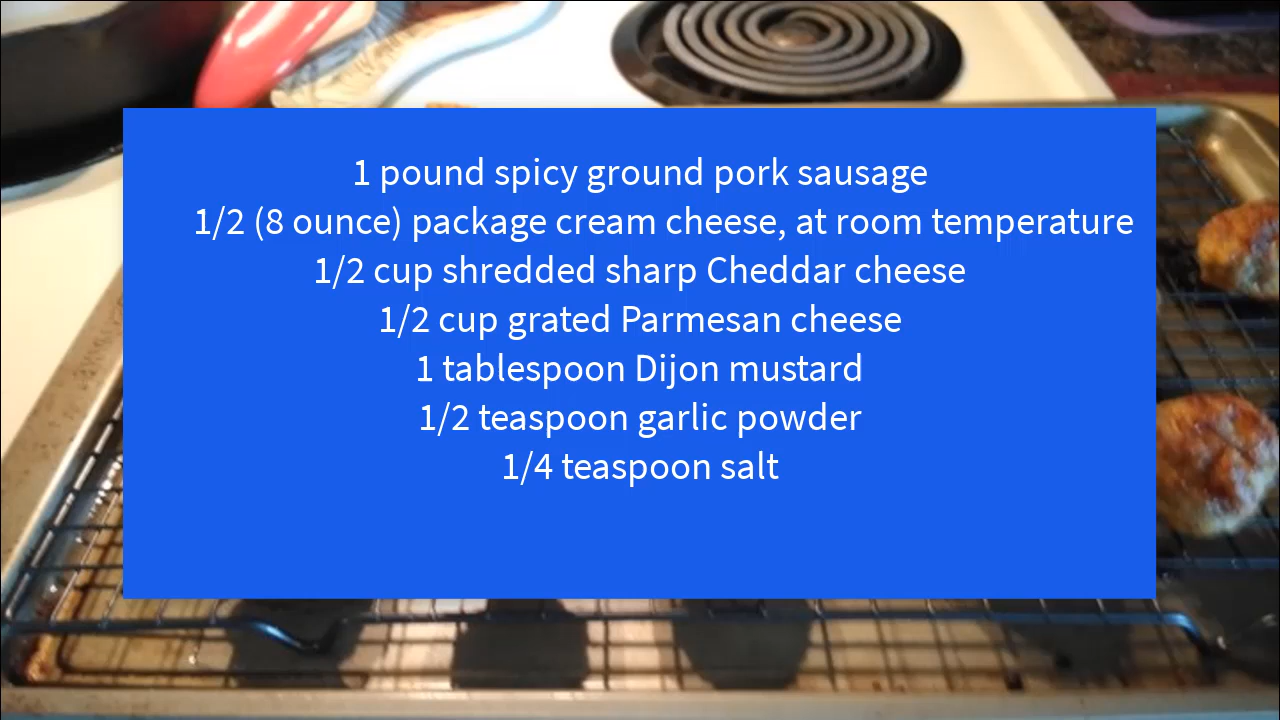 1 pound spicy ground pork sausage
1/2 (8 ounce) package cream cheese, at room temperature
1/2 cup shredded sharp Cheddar cheese
1/2 cup grated Parmesan cheese
1 tablespoon Dijon mustard
1/2 teaspoon garlic powder
1/4 teaspoon salt